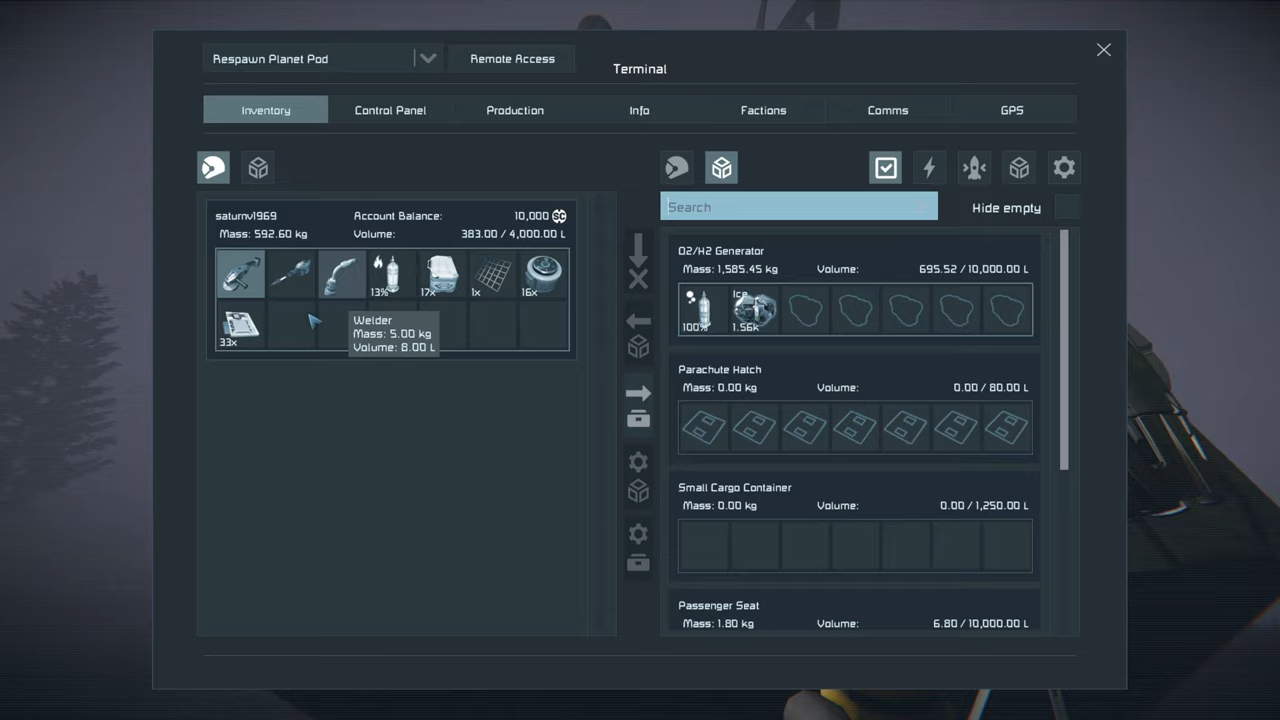 Respawn Planet Pod
Remote Access
Terminal
Inventory
Control Panel
Production
Info
Factions
Comms
GPS
Search
Hide empty
saturnv1969
Account Balance: 10,000 SC
Mass: 592.60 kg
Volume: 383.00 / 4,000.00 L
13%
17x
1x
16x
33x
Welder
Mass: 5.00 kg
Volume: 8.00 L
O2/H2 Generator
Mass: 1,585.45 kg
Volume: 695.52 / 10,000.00 L
100%
Ice
1.56k
Parachute Hatch
Mass: 0.00 kg
Volume: 0.00 / 80.00 L
Small Cargo Container
Mass: 0.00 kg
Volume: 0.00 / 1,250.00 L
Passenger Seat
Mass: 1.80 kg
Volume: 6.80 / 10,000.00 L